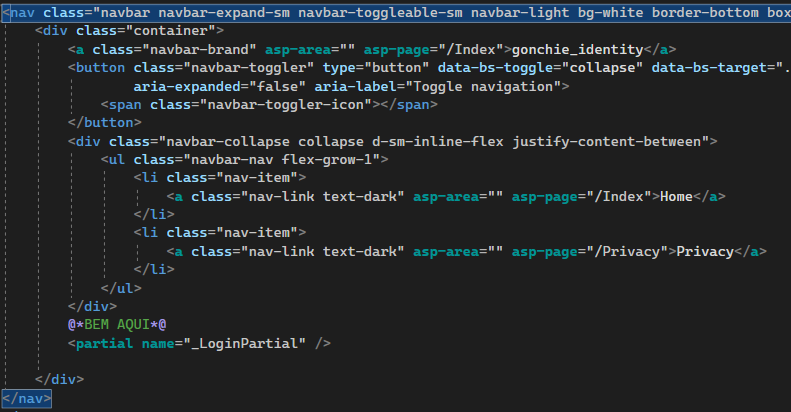 <nav class="navbar navbar-expand-sm navbar-toggleable-sm navbar-light bg-white border-bottom box
<div class="container">
<a class="navbar-brand" asp-area="" asp-page="/Index">gonchie_identity</a>
<button class="navbar-toggler" type="button" data-bs-toggle="collapse" data-bs-target=".
aria-expanded="false" aria-label="Toggle navigation">
<span class="navbar-toggler-icon"></span>
</button>
<div class="navbar-collapse collapse d-sm-inline-flex justify-content-between">
<ul class="navbar-nav flex-grow-1">
<li class="nav-item">
<a class="nav-link text-dark" asp-area="" asp-page="/Index">Home</a>
</li>
<li class="nav-item">
<a class="nav-link text-dark" asp-area="" asp-page="/Privacy">Privacy</a>
</li>
</ul>
</div>
@*BEM AQUI*@
<partial name="_LoginPartial" />
</div>
</nav>